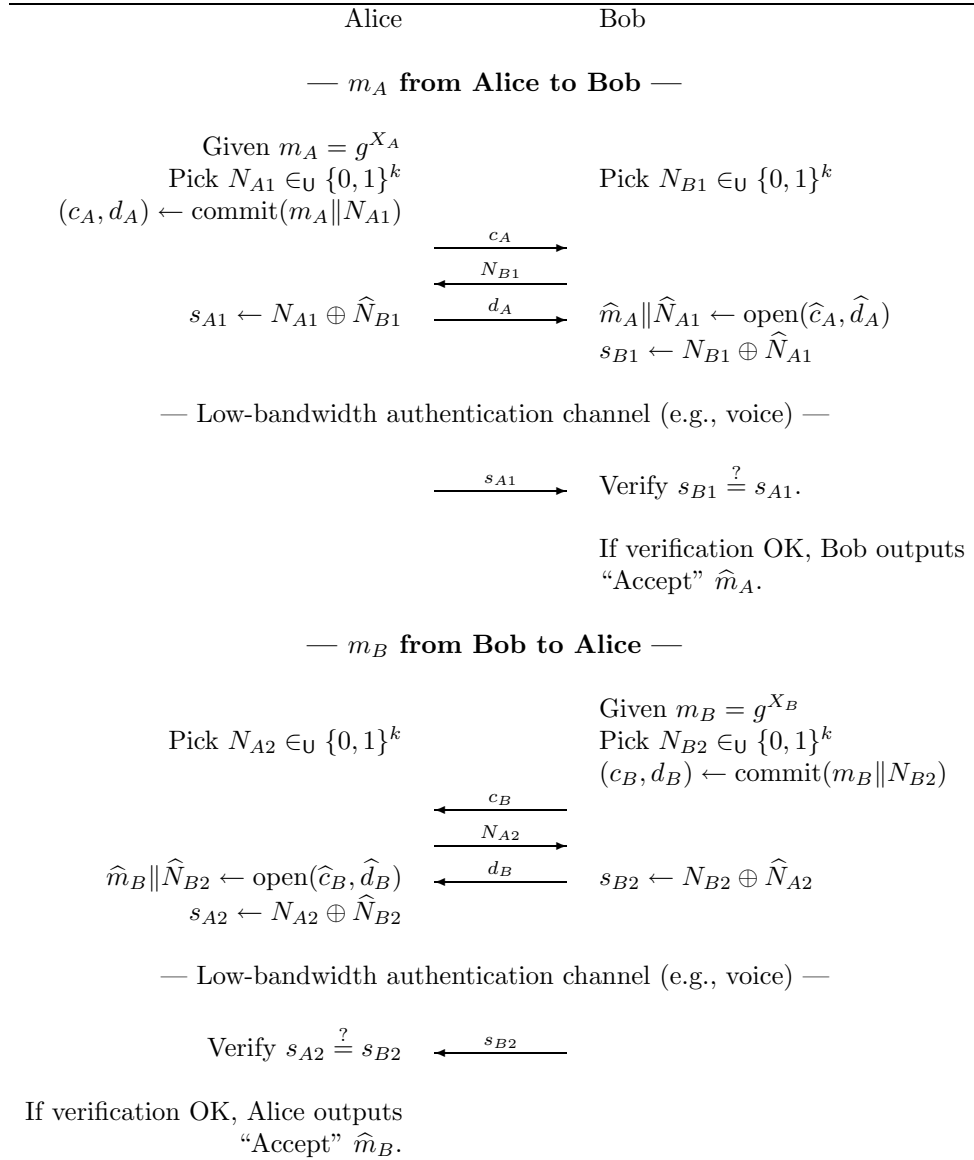 Alice Bob
— m_A from Alice to Bob —
Given m_A = g^{X_A}
Pick N_{A1} ∈_U {0, 1}^k Pick N_{B1} ∈_U {0, 1}^k
(c_A, d_A) ← commit(m_A‖N_{A1})
c_A
N_{B1}
s_{A1} ← N_{A1} ⊕ N̂_{B1} d_A m̂_A‖N̂_{A1} ← open(ĉ_A, d̂_A)
s_{B1} ← N_{B1} ⊕ N̂_{A1}
— Low-bandwidth authentication channel (e.g., voice) —
s_{A1} Verify s_{B1} =^? s_{A1}.
If verification OK, Bob outputs
“Accept” m̂_A.
— m_B from Bob to Alice —
Given m_B = g^{X_B}
Pick N_{A2} ∈_U {0, 1}^k Pick N_{B2} ∈_U {0, 1}^k
(c_B, d_B) ← commit(m_B‖N_{B2})
c_B
N_{A2}
m̂_B‖N̂_{B2} ← open(ĉ_B, d̂_B) d_B s_{B2} ← N_{B2} ⊕ N̂_{A2}
s_{A2} ← N_{A2} ⊕ N̂_{B2}
— Low-bandwidth authentication channel (e.g., voice) —
Verify s_{A2} =^? s_{B2} s_{B2}
If verification OK, Alice outputs
“Accept” m̂_B.